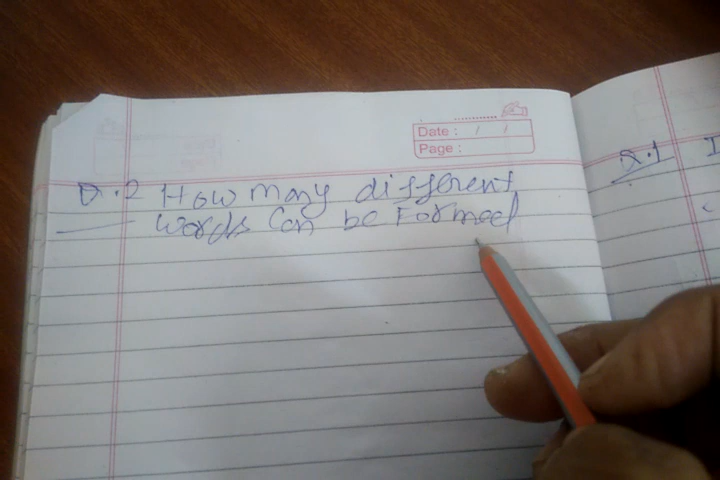 Date : / /
Page :
Q.2 How many different
words can be Formed
Q.1 I